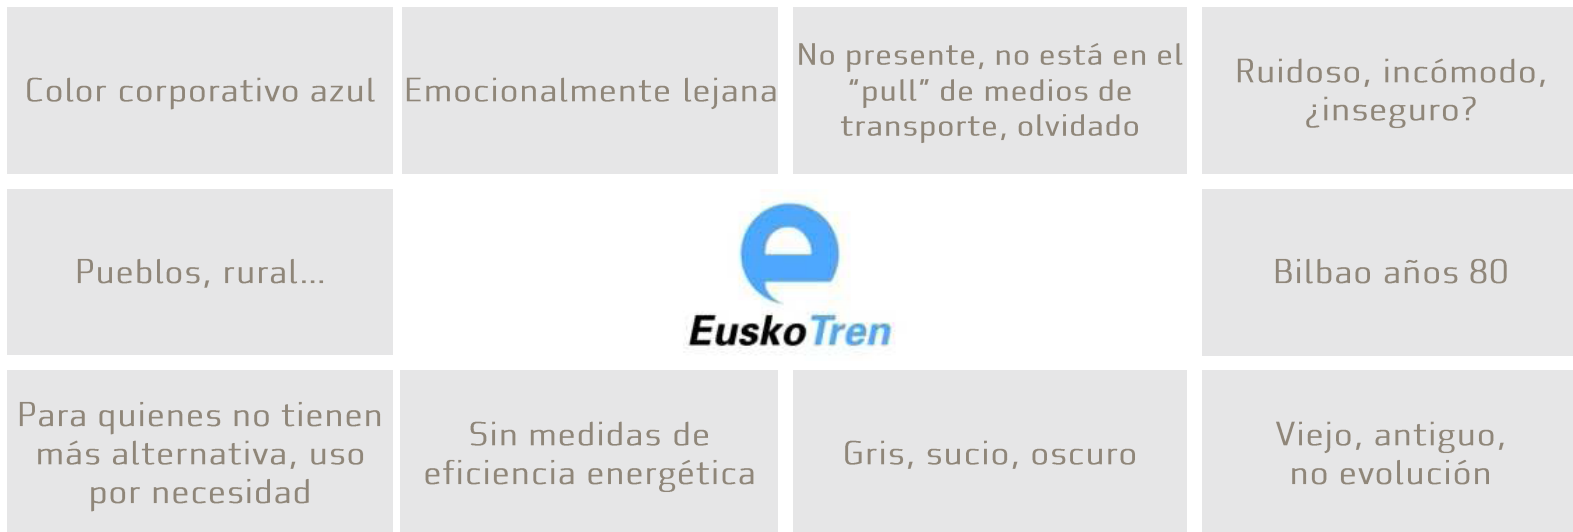 Color corporativo azul
Emocionalmente lejana
No presente, no está en el
“pull” de medios de
transporte, olvidado
Ruidoso, incómodo,
¿inseguro?
Pueblos, rural...
EuskoTren
Bilbao años 80
Para quienes no tienen
más alternativa, uso
por necesidad
Sin medidas de
eficiencia energética
Gris, sucio, oscuro
Viejo, antiguo,
no evolución